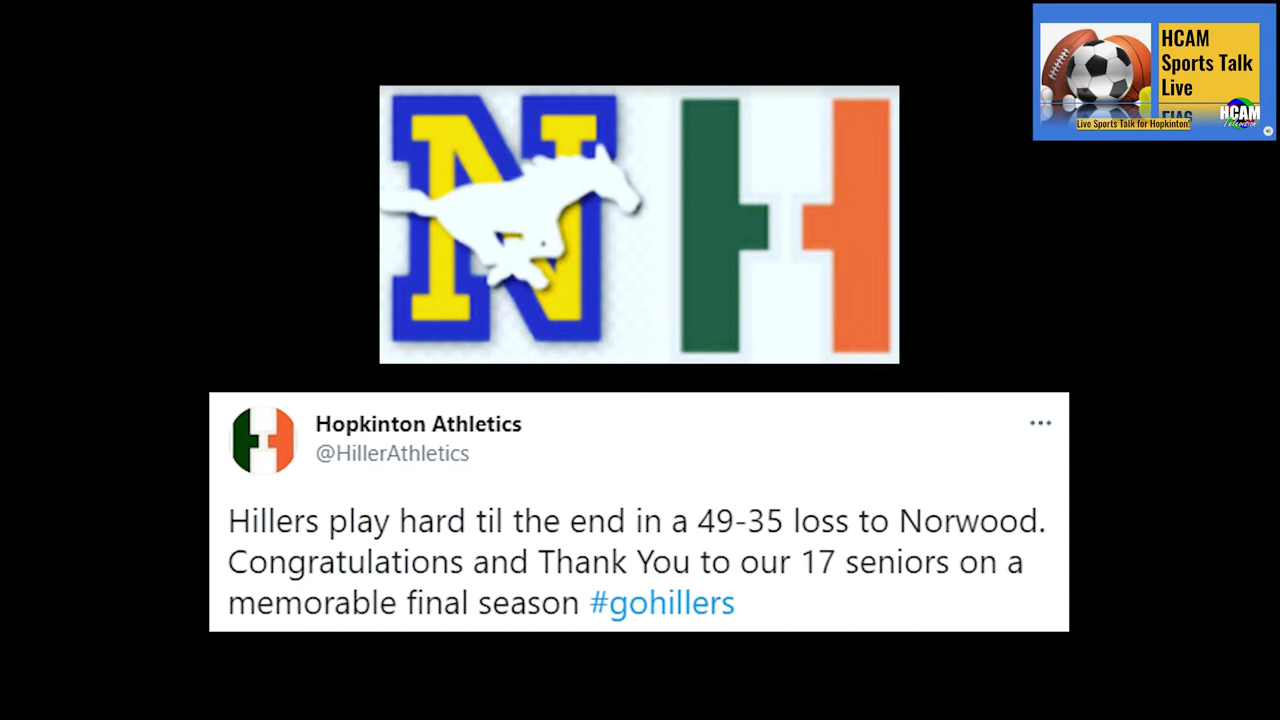 HCAM
Sports Talk
Live
Live Sports Talk for Hopkinton!
HCAM
N H
Hopkinton Athletics
@HillerAthletics
Hillers play hard til the end in a 49-35 loss to Norwood.
Congratulations and Thank You to our 17 seniors on a
memorable final season #gohillers